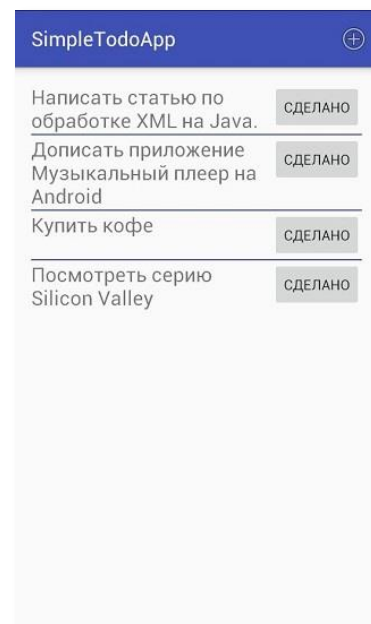 SimpleTodoApp
Написать статью по
обработке XML на Java.
СДЕЛАНО
Дописать приложение
Музыкальный плеер на
Android
СДЕЛАНО
Купить кофе
СДЕЛАНО
Посмотреть серию
Silicon Valley
СДЕЛАНО